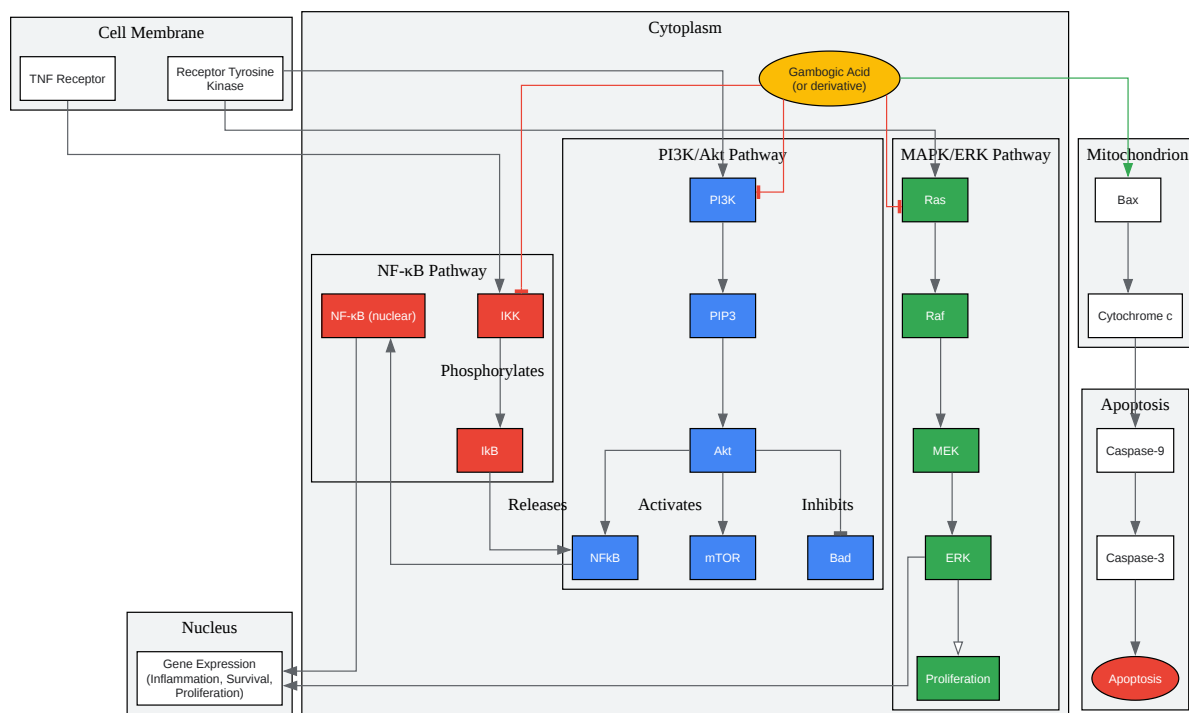 Cell Membrane
TNF Receptor
Receptor Tyrosine
Kinase
Cytoplasm
Gambogic Acid
(or derivative)
PI3K/Akt Pathway
PI3K
PIP3
Akt
Activates
Inhibits
NFkB
mTOR
Bad
MAPK/ERK Pathway
Ras
Raf
MEK
ERK
Proliferation
NF-κB Pathway
NF-κB (nuclear)
IKK
Phosphorylates
IkB
Releases
Mitochondrion
Bax
Cytochrome c
Apoptosis
Caspase-9
Caspase-3
Apoptosis
Nucleus
Gene Expression
(Inflammation, Survival,
Proliferation)